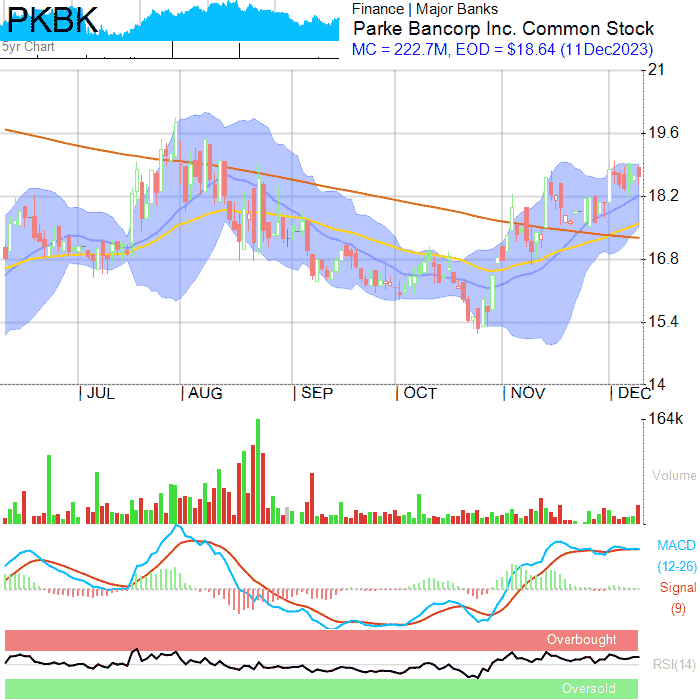 PKBK
5yr Chart
Finance | Major Banks
Parke Bancorp Inc. Common Stock
MC = 222.7M, EOD = $18.64 (11Dec2023)
21
19.6
18.2
16.8
15.4
14
| JUL | AUG | SEP | OCT | NOV | DEC
164k
Volume
MACD
(12-26)
Signal
(9)
Overbought
RSI(14)
Oversold